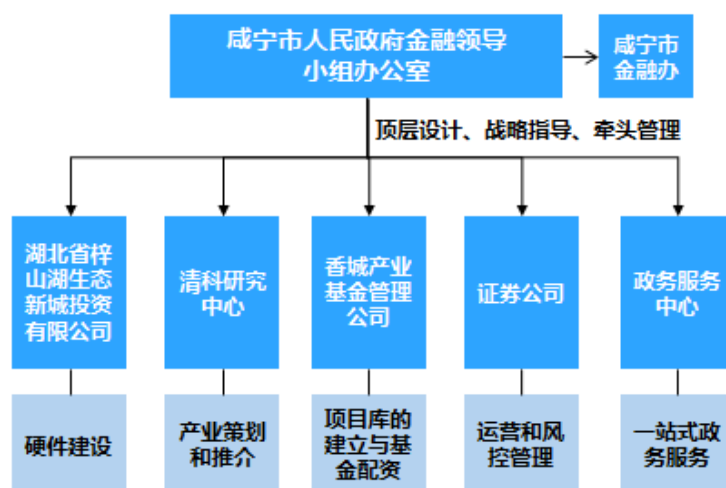 咸宁市人民政府金融领导
小组办公室
咸宁市
金融办
顶层设计、战略指导、牵头管理
湖北省梓
山湖生态
新城投资
有限公司
清科研究
中心
香城产业
基金管理
公司
证券公司
政务服务
中心
硬件建设
产业策划
和推介
项目库的
建立与基
金配资
运营和风
控管理
一站式政
务服务